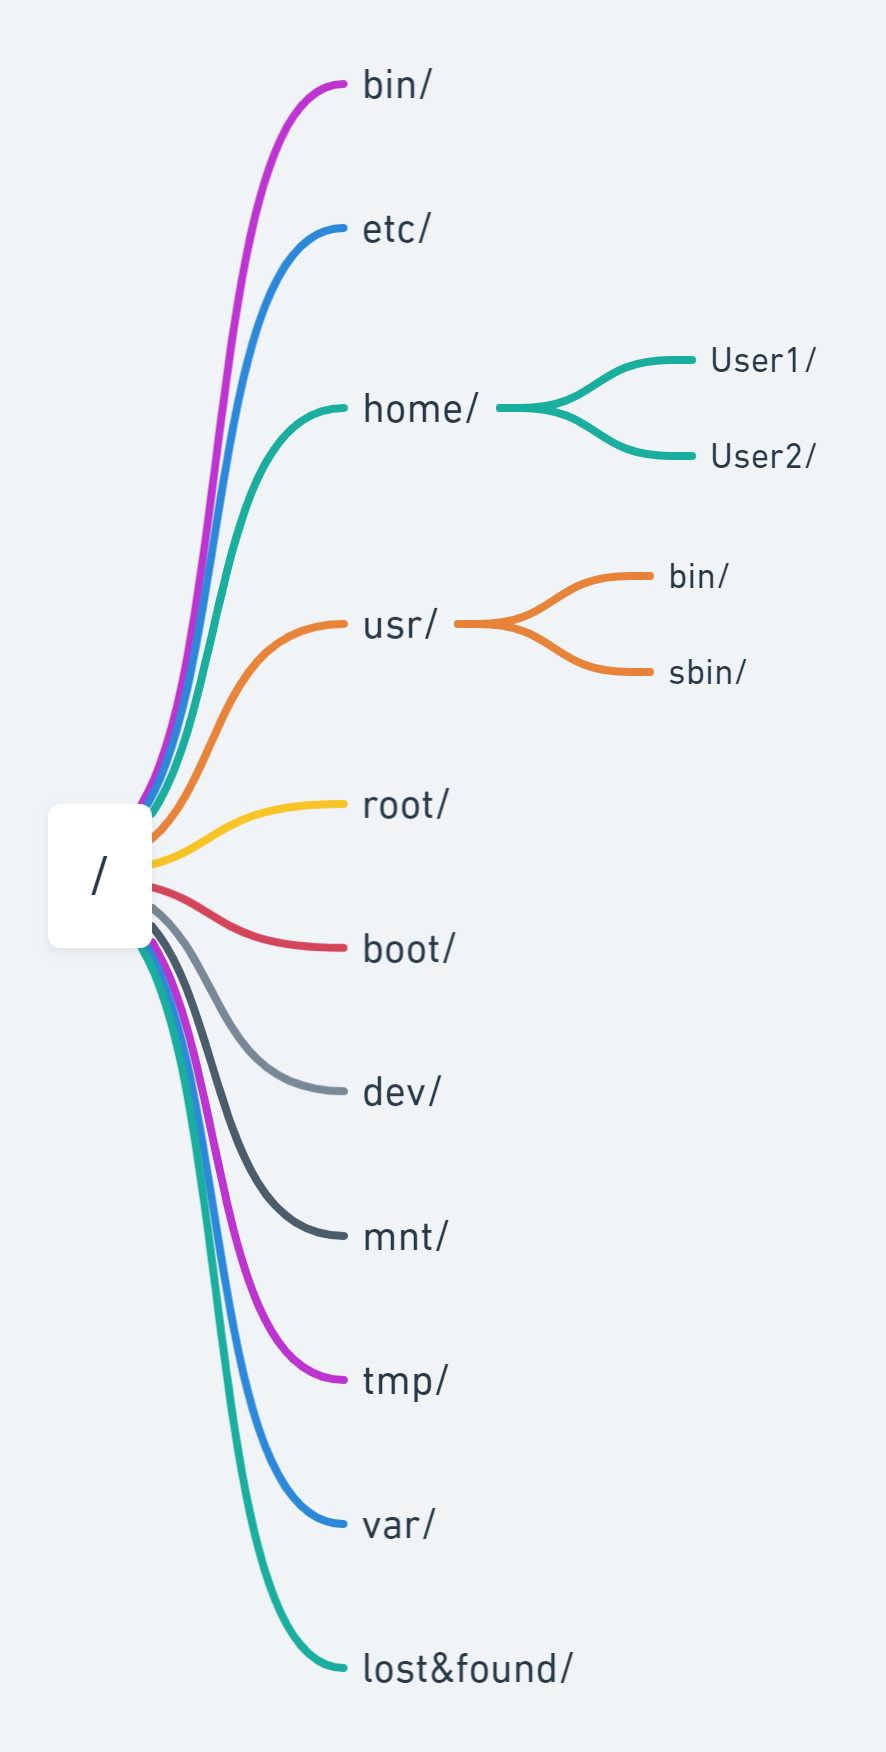 bin/
etc/
home/
User1/
User2/
usr/
bin/
sbin/
/
root/
boot/
dev/
mnt/
tmp/
var/
lost&found/